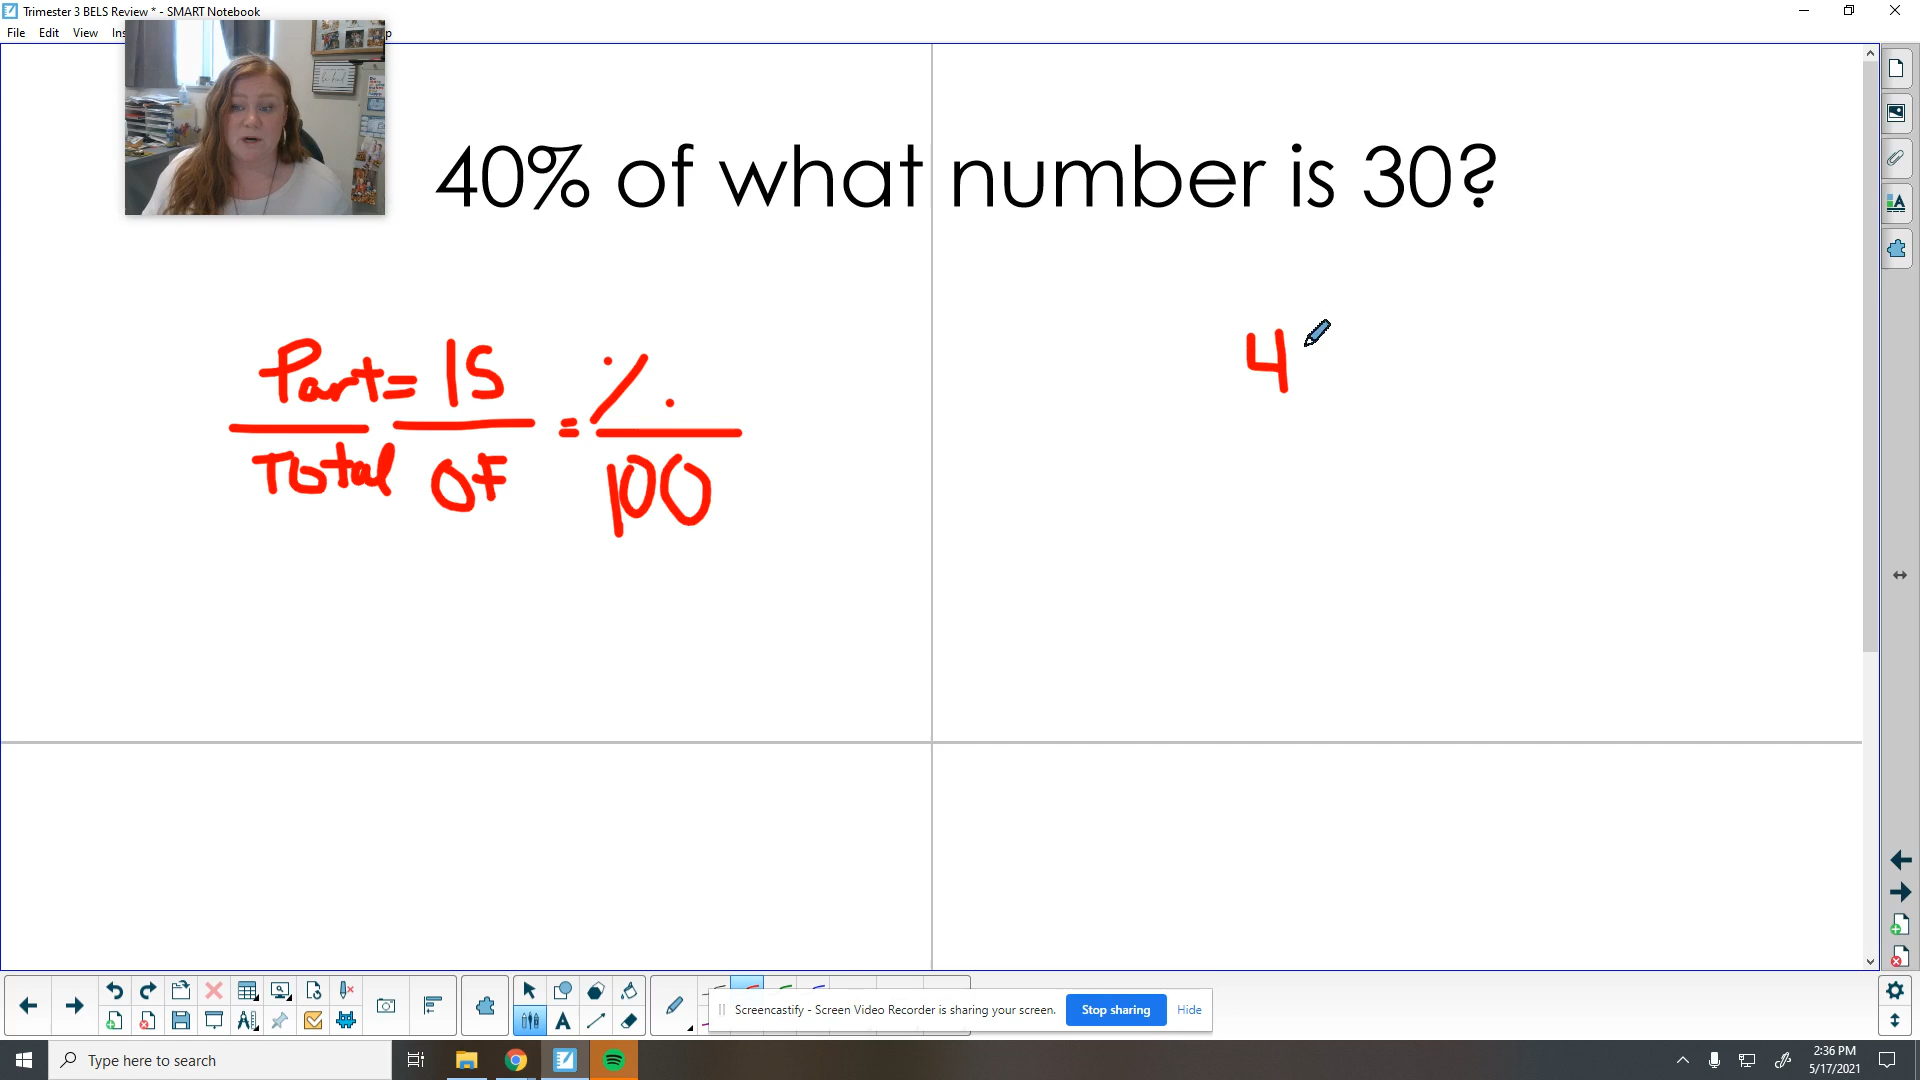 Trimester 3 BELS Review * - SMART Notebook
File Edit View Ins p
40% of what number is 30?
Part = IS = %
Total OF 100
4
Screencastify - Screen Video Recorder is sharing your screen. Stop sharing Hide
Type here to search
2:36 PM
5/17/2021